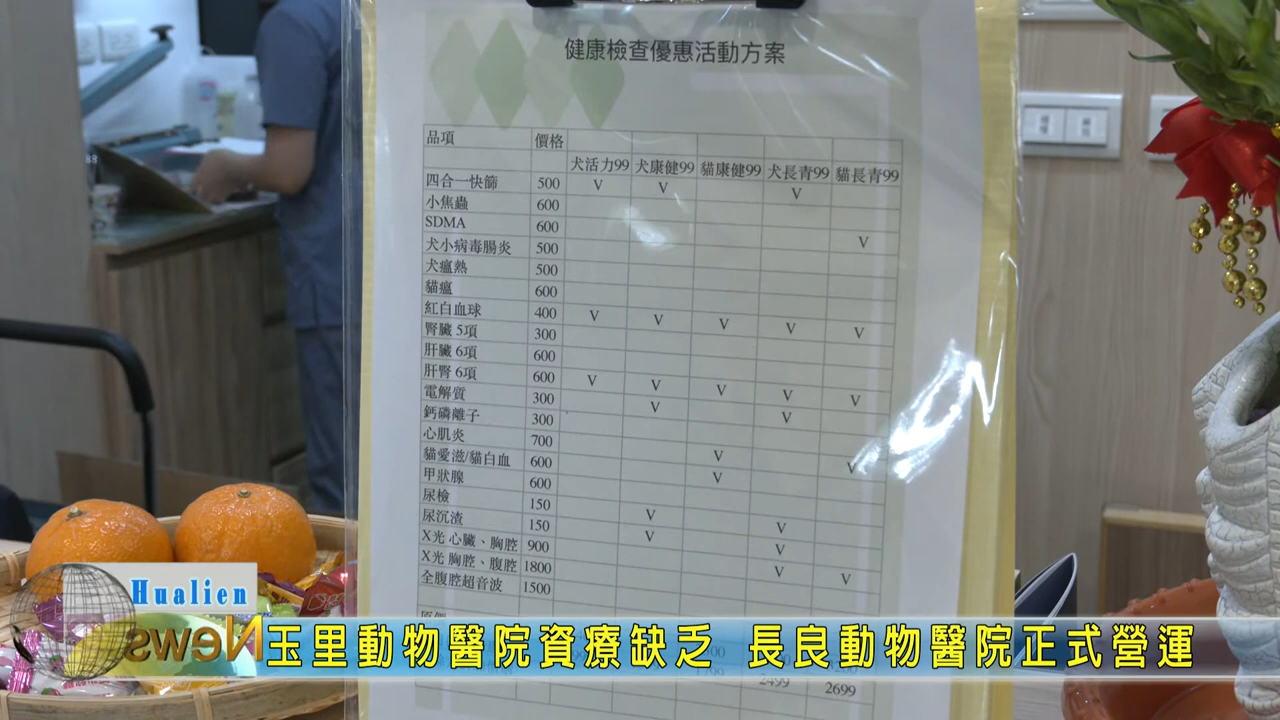 健康檢查優惠活動方案
品項 價格
犬活力99 犬康健99 貓康健99 犬長青99 貓長青99
四合一快篩 500 V V V
小焦蟲 600
SDMA 600 V
犬小病毒腸炎 500
犬瘟熱 500
貓瘟 600
紅白血球 400 V V V V V
腎臟 5項 300
肝臟 6項 600
肝腎 6項 600 V V V V V
電解質 300 V V
鈣磷離子 300
心肌炎 700
貓愛滋/貓白血 600 V V
甲狀腺 600 V
尿檢 150
尿沉渣 150 V V
X光 心臟、胸腔 900 V V
X光 胸腔、腹腔 1800 V V
全腹腔超音波 1500
2499 2699
Hualien
News
玉里動物醫院資療缺乏 長良動物醫院正式營運